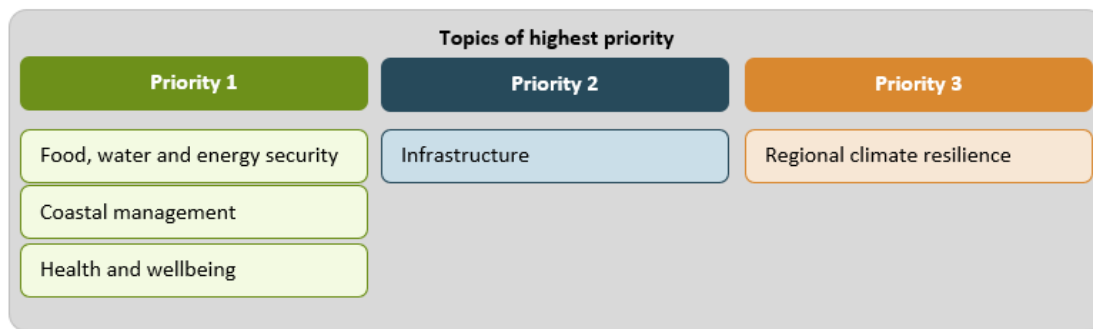 Topics of highest priority
Priority 1
Priority 2
Priority 3
Food, water and energy security
Infrastructure
Regional climate resilience
Coastal management
Health and wellbeing